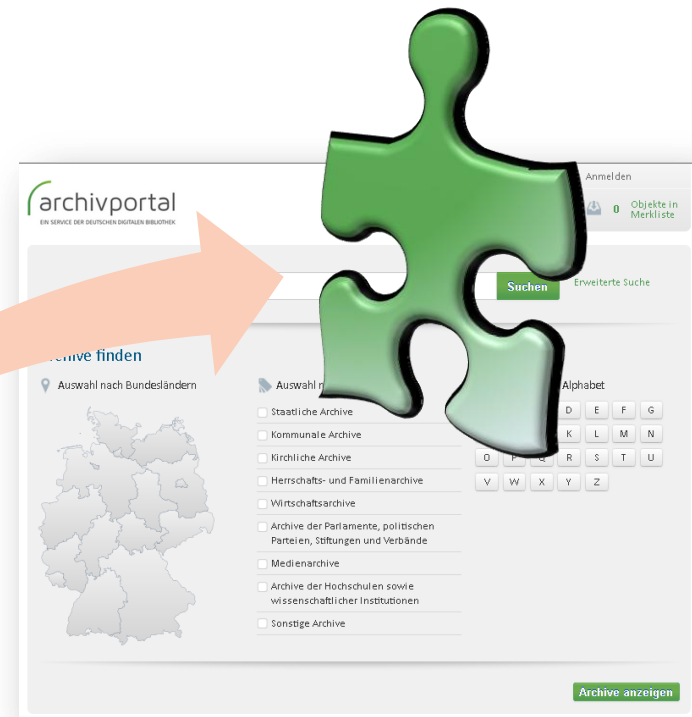 Anmelden
archivportal
EIN SERVICE DER DEUTSCHEN DIGITALEN BIBLIOTHEK
0 Objekte in
Merkliste
Suchen
Erweiterte Suche
finden
Auswahl nach Bundesländern
Auswahl
Alphabet
Staatliche Archive
Kommunale Archive
Kirchliche Archive
Herrschafts- und Familienarchive
Wirtschaftsarchive
Archive der Parlamente, politischen
Parteien, Stiftungen und Verbände
Medienarchive
Archive der Hochschulen sowie
wissenschaftlicher Institutionen
Sonstige Archive
D E F G
K L M N
O P Q R S T U
V W X Y Z
Archive anzeigen